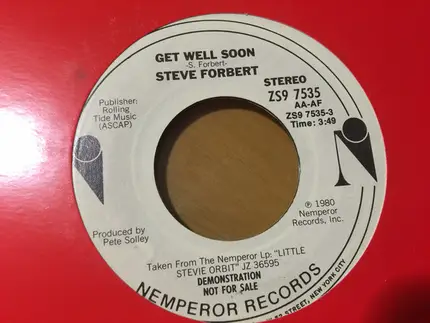 GET WELL SOON
-S. Forbert-
STEVE FORBERT
STEREO
ZS9 7535
AA-AF
ZS9 7535-3
Time: 3:49
Publisher:
Rolling
Tide Music
(ASCAP)
℗ 1980
Nemperor
Records, Inc.
Produced by
Pete Solley
Taken From The Nemperor Lp: "LITTLE
STEVIE ORBIT" JZ 36595
DEMONSTRATION
NOT FOR SALE
NEMPEROR RECORDS
STREET, NEW YORK CITY